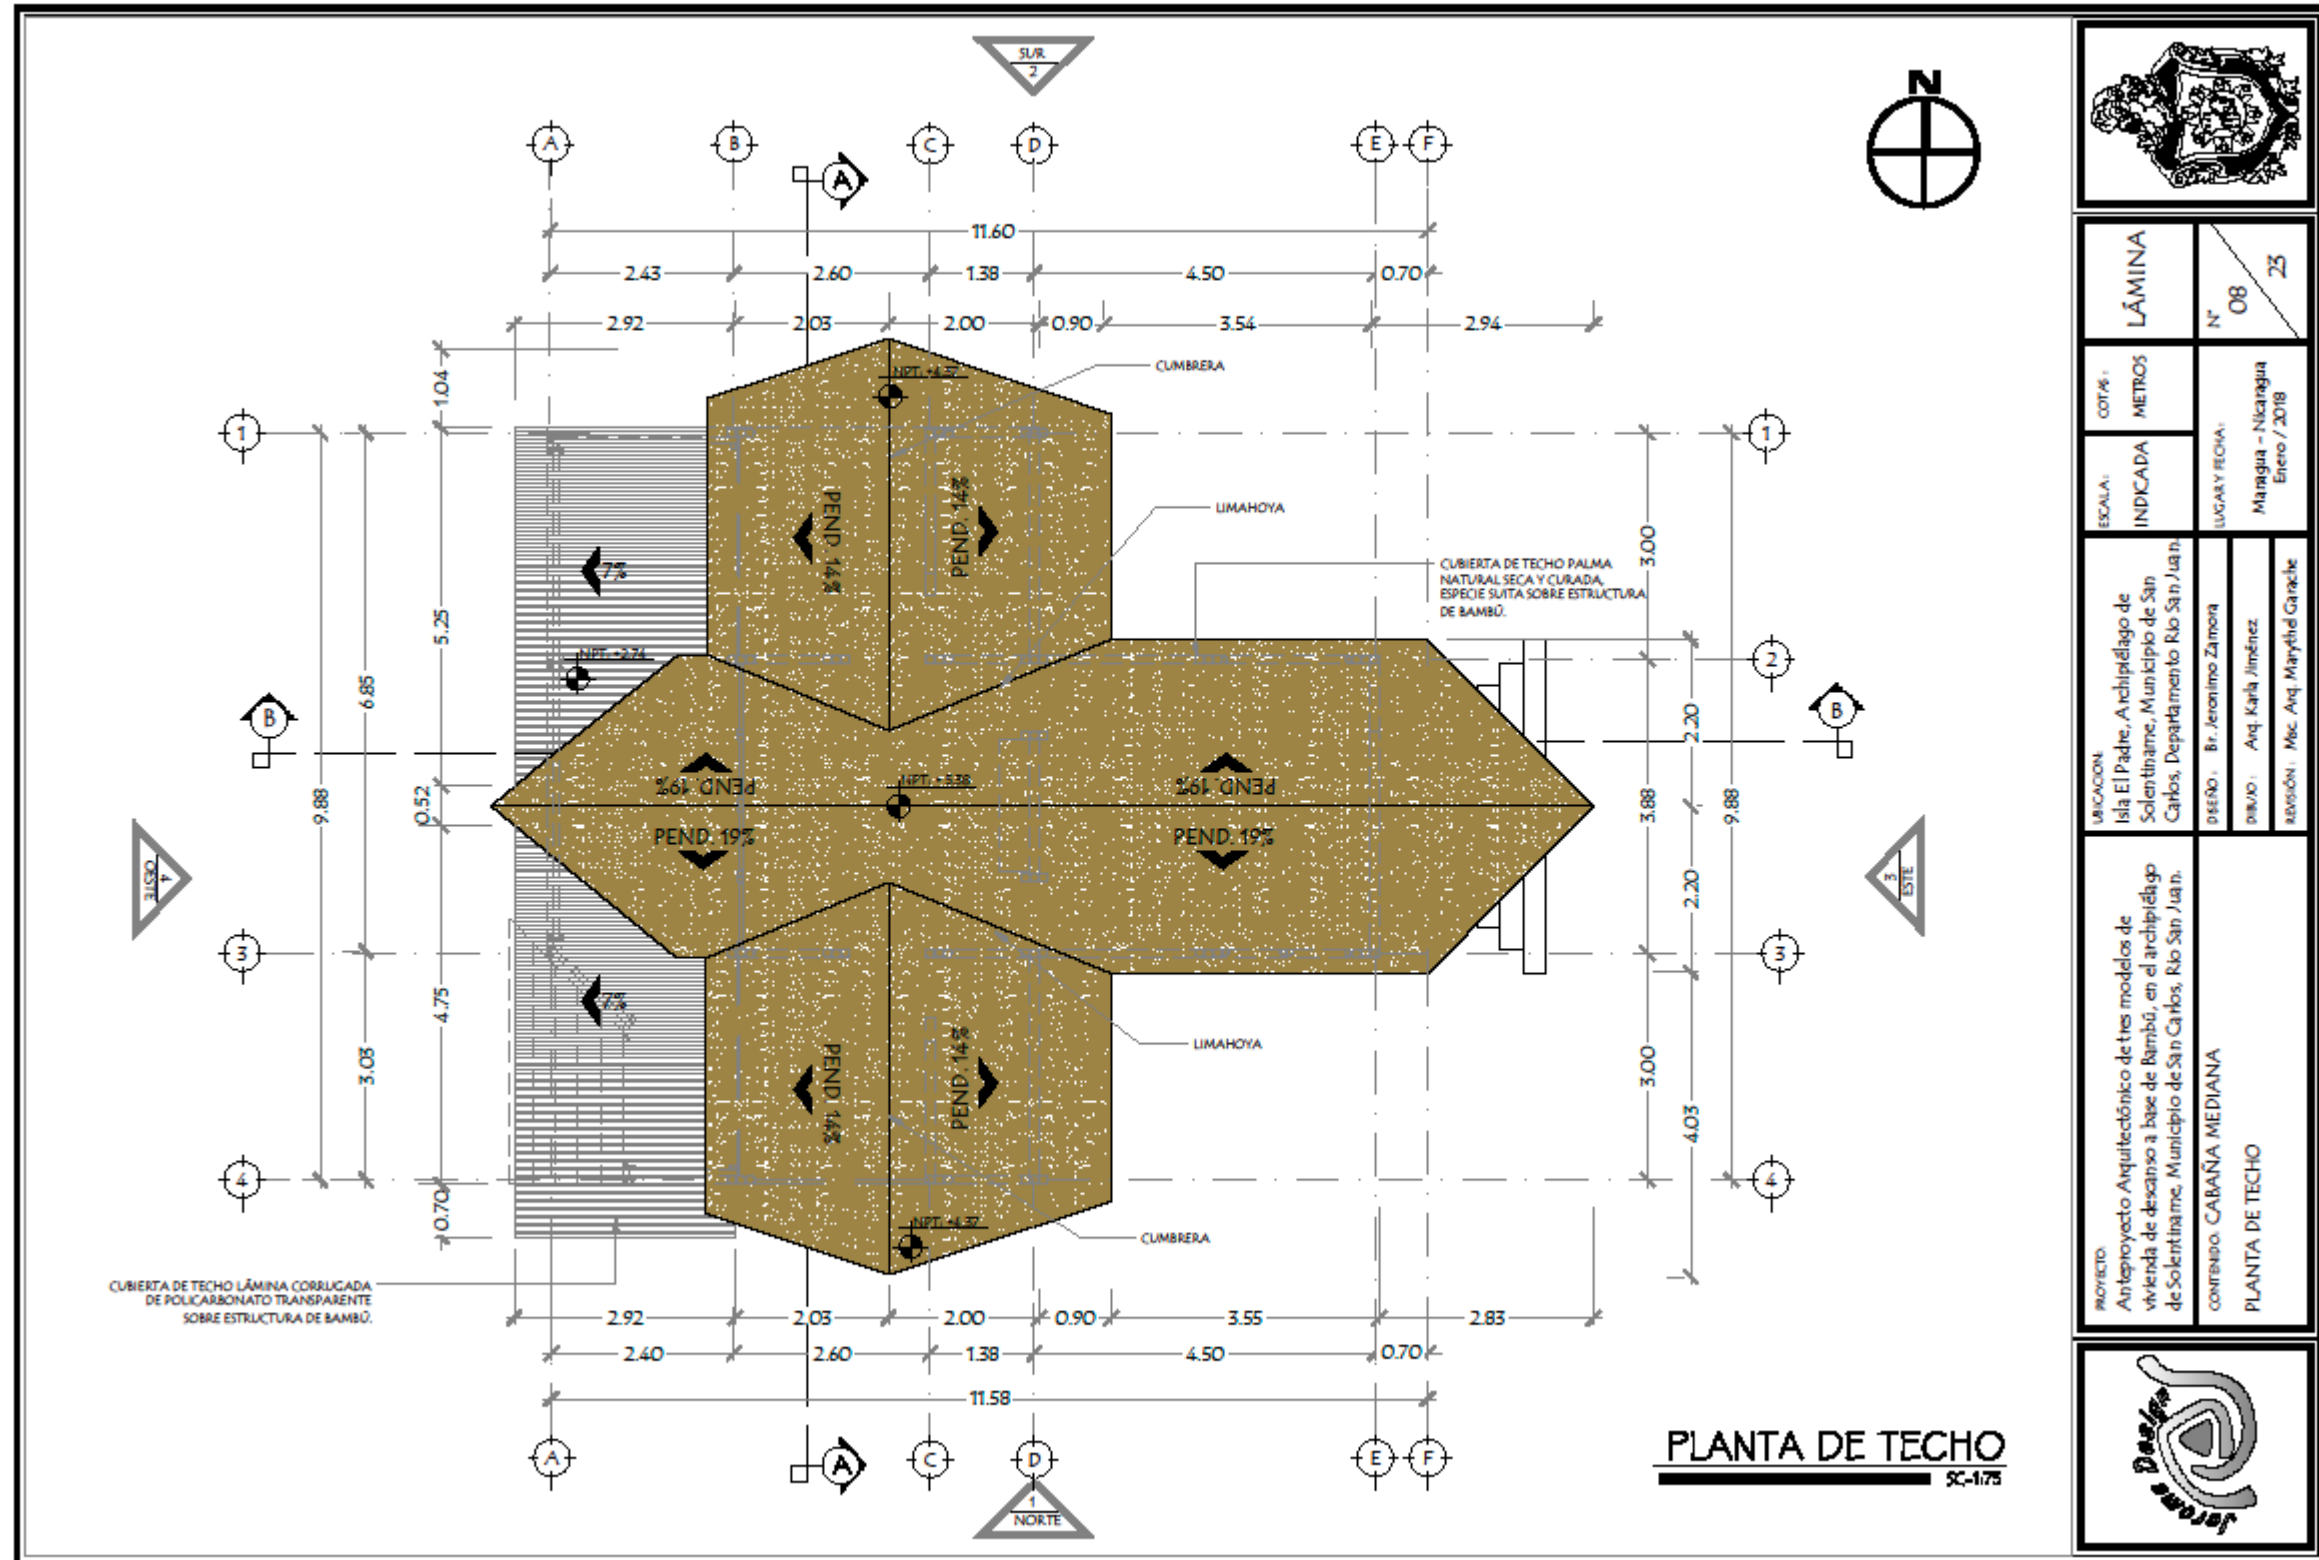 SUR
2
N
A
B
C
D
E
F
A
11.60
2.43
2.60
1.38
4.50
0.70
2.92
2.03
2.00
0.90
3.54
2.94
1.04
5.25
0.52
4.75
0.70
6.85
3.03
9.88
1
3
4
B
4
OESTE
1
2
3
4
B
3
ESTE
3.00
3.88
3.00
9.88
2.20
2.20
4.03
CUMBRERA
LIMAHOYA
CUBIERTA DE TECHO PALMA
NATURAL SECA Y CURADA,
ESPECIE SUITA SOBRE ESTRUCTURA
DE BAMBÚ.
PEND. 14%
PEND. 14%
7%
NPT: +2.74
PEND. 19%
PEND. 19%
PEND. 19%
PEND. 19%
7%
PEND. 14%
PEND. 14%
LIMAHOYA
CUMBRERA
CUBIERTA DE TECHO LÁMINA CORRUGADA
DE POLICARBONATO TRANSPARENTE
SOBRE ESTRUCTURA DE BAMBÚ.
2.92
2.03
2.00
0.90
3.55
2.83
2.40
2.60
1.38
4.50
0.70
11.58
A
A
C
D
E
F
1
NORTE
PLANTA DE TECHO
SC-1:75
LÁMINA
N°
08
23
COTAS:
METROS
ESCALA:
INDICADA
LUGAR Y FECHA:
Managua - Nicaragua
Enero / 2018
UBICACIÓN:
Isla El Padre, Archipiélago de
Solentiname, Municipio de San
Carlos, Departamento Río San Juan.
DISEÑO: Br. Jeronimo Zamora
DIBUJO: Arq. Karla Jiménez
REVISIÓN: Msc. Arq. Marythel Garache
PROYECTO:
Anteproyecto Arquitectónico de tres modelos de
vivienda de descanso a base de Bambú, en el archipiélago
de Solentiname, Municipio de San Carlos, Río San Juan.
CONTENIDO: CABAÑA MEDIANA
PLANTA DE TECHO
Jerome Design